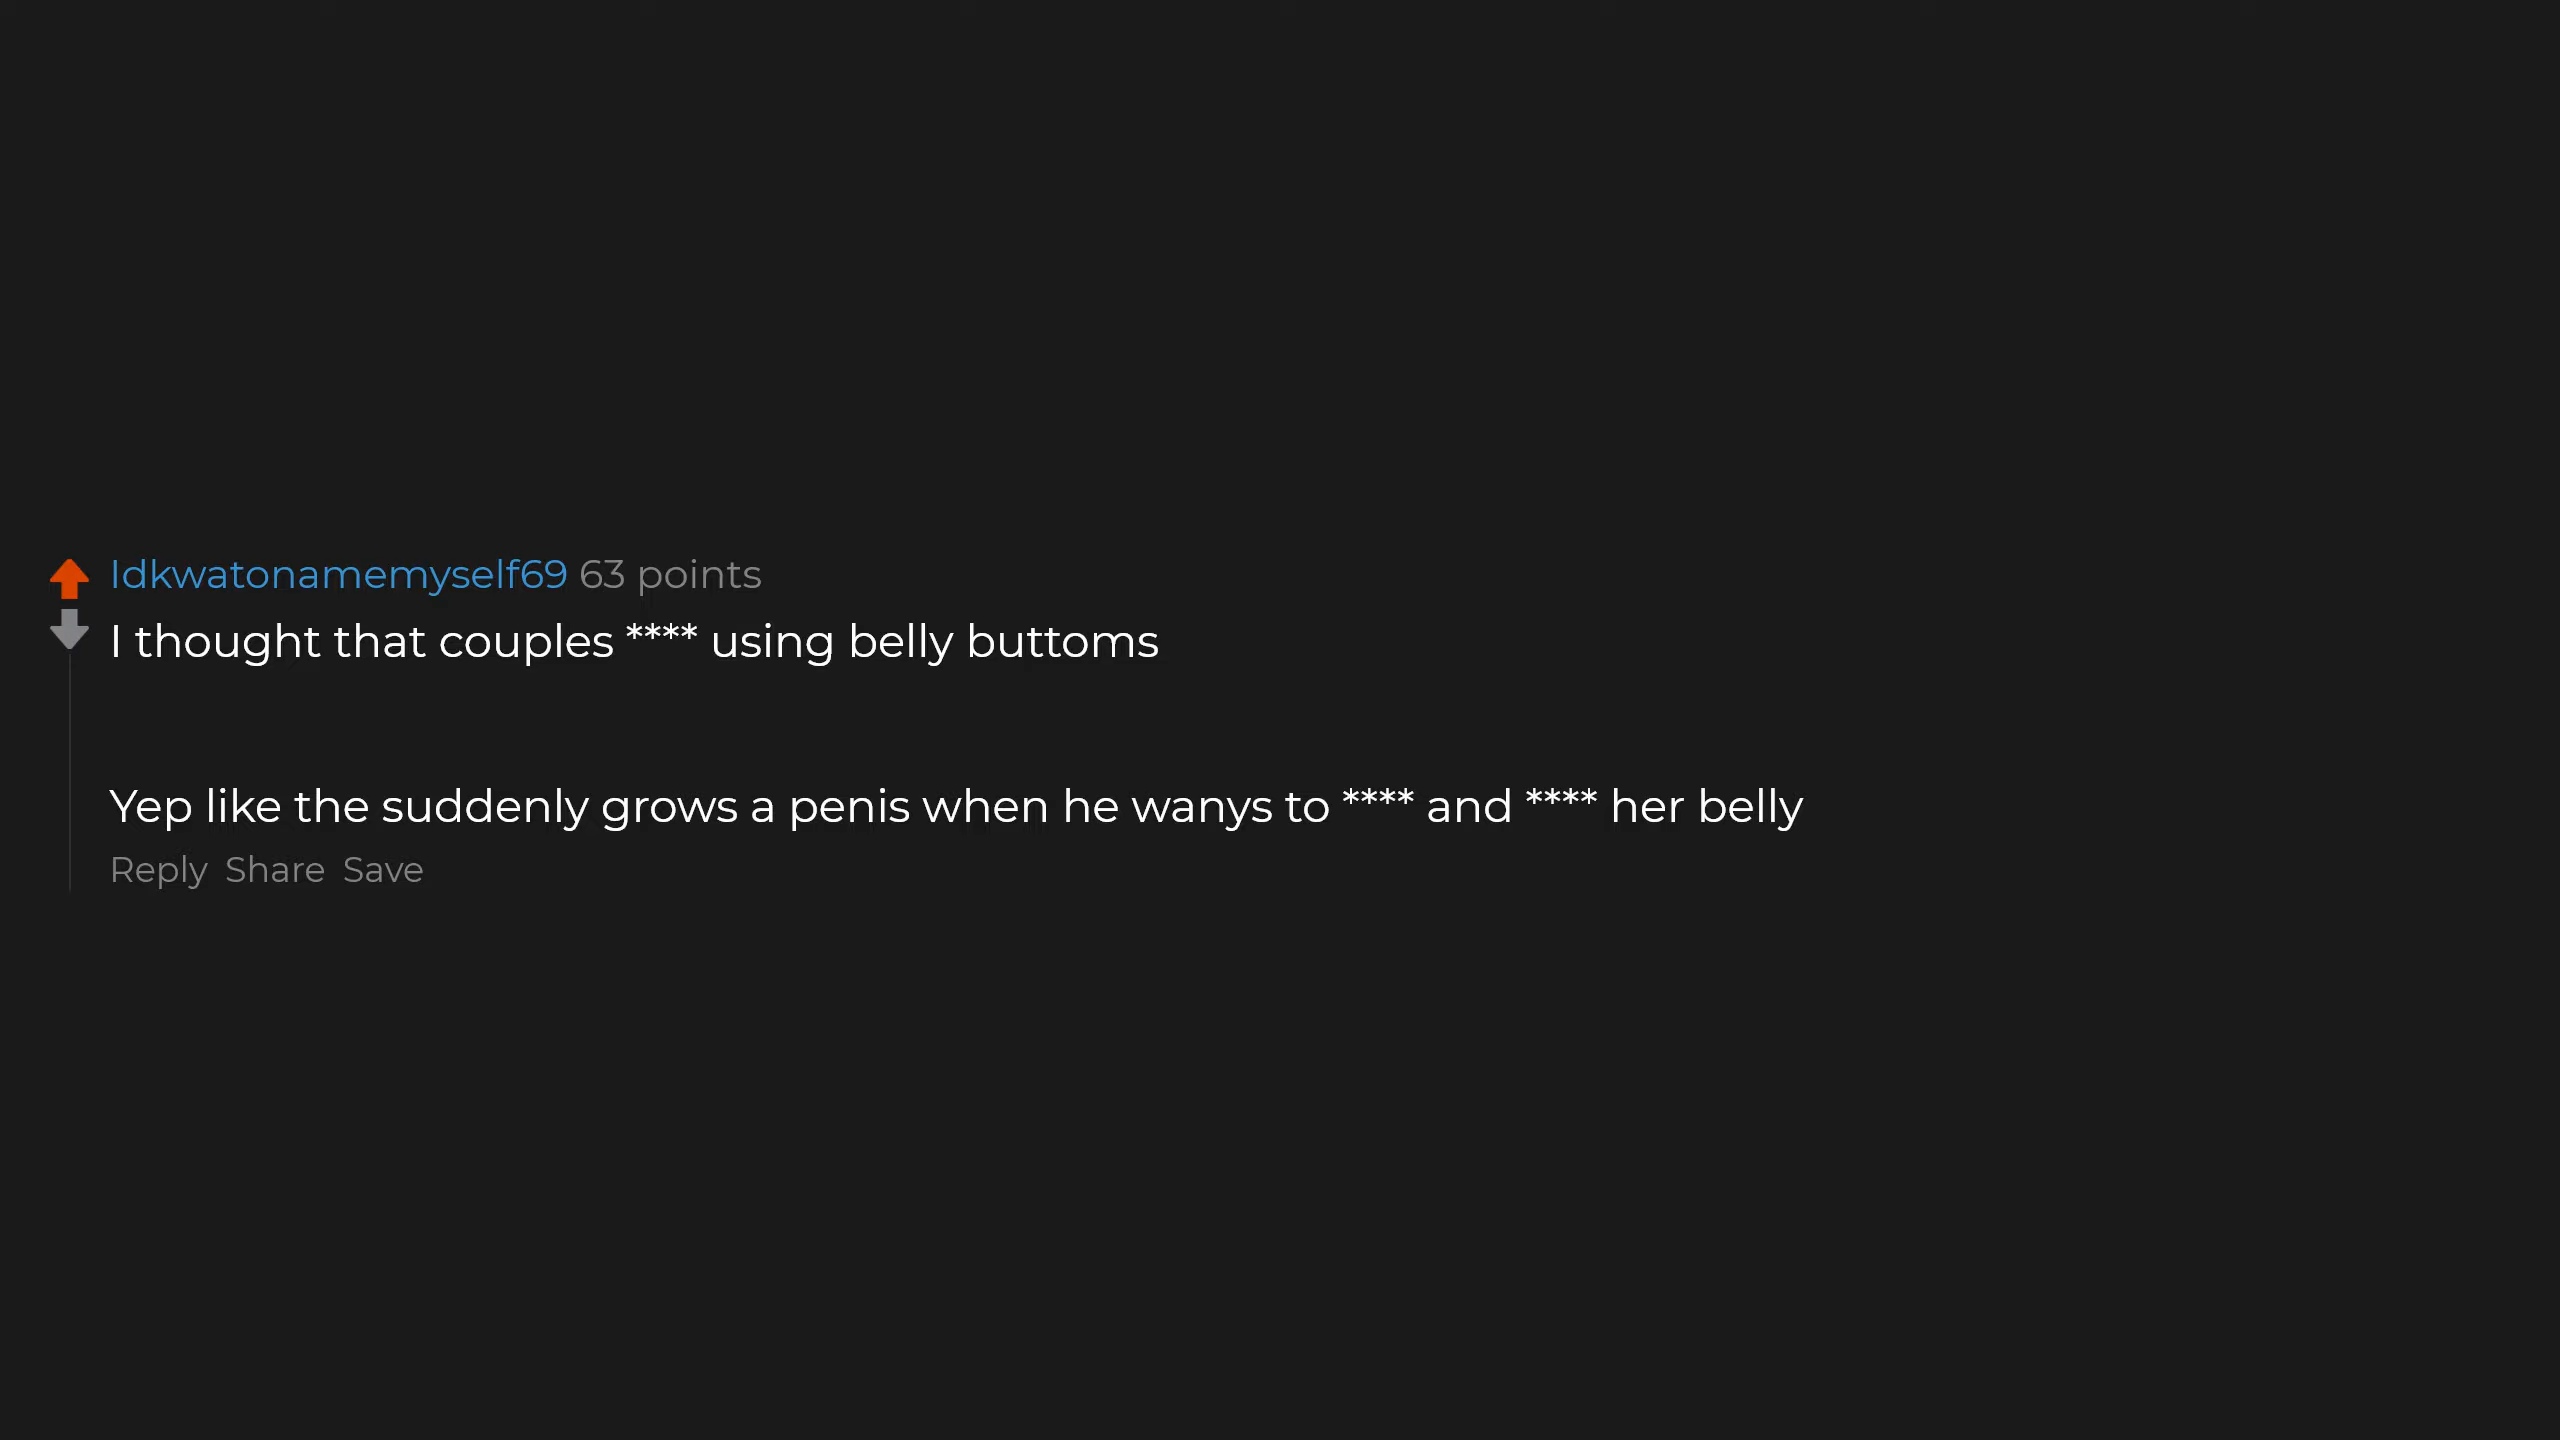 Idkwatonamemyself69 63 points
I thought that couples **** using belly buttoms
Yep like the suddenly grows a penis when he wanys to **** and **** her belly
Reply Share Save